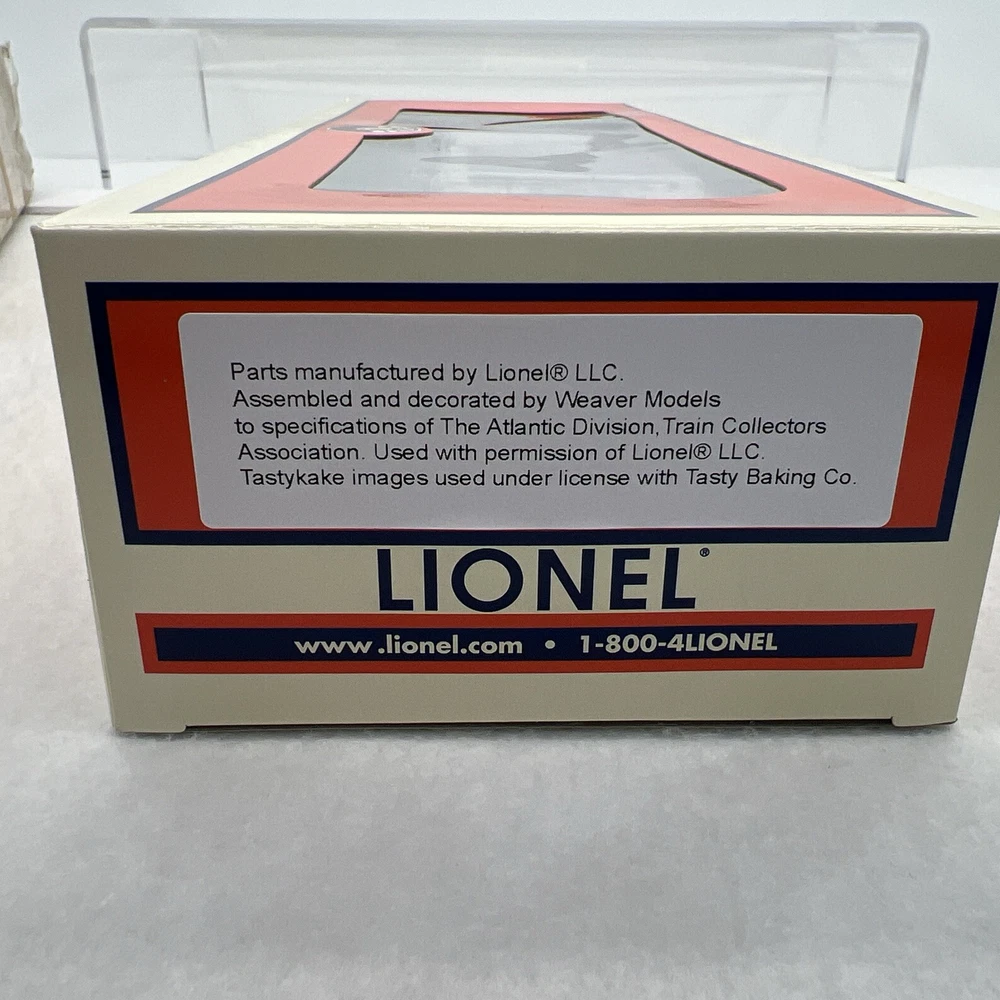 Parts manufactured by Lionel® LLC.
Assembled and decorated by Weaver Models
to specifications of The Atlantic Division, Train Collectors
Association. Used with permission of Lionel® LLC.
Tastykake images used under license with Tasty Baking Co.
LIONEL®
www.lionel.com • 1-800-4LIONEL